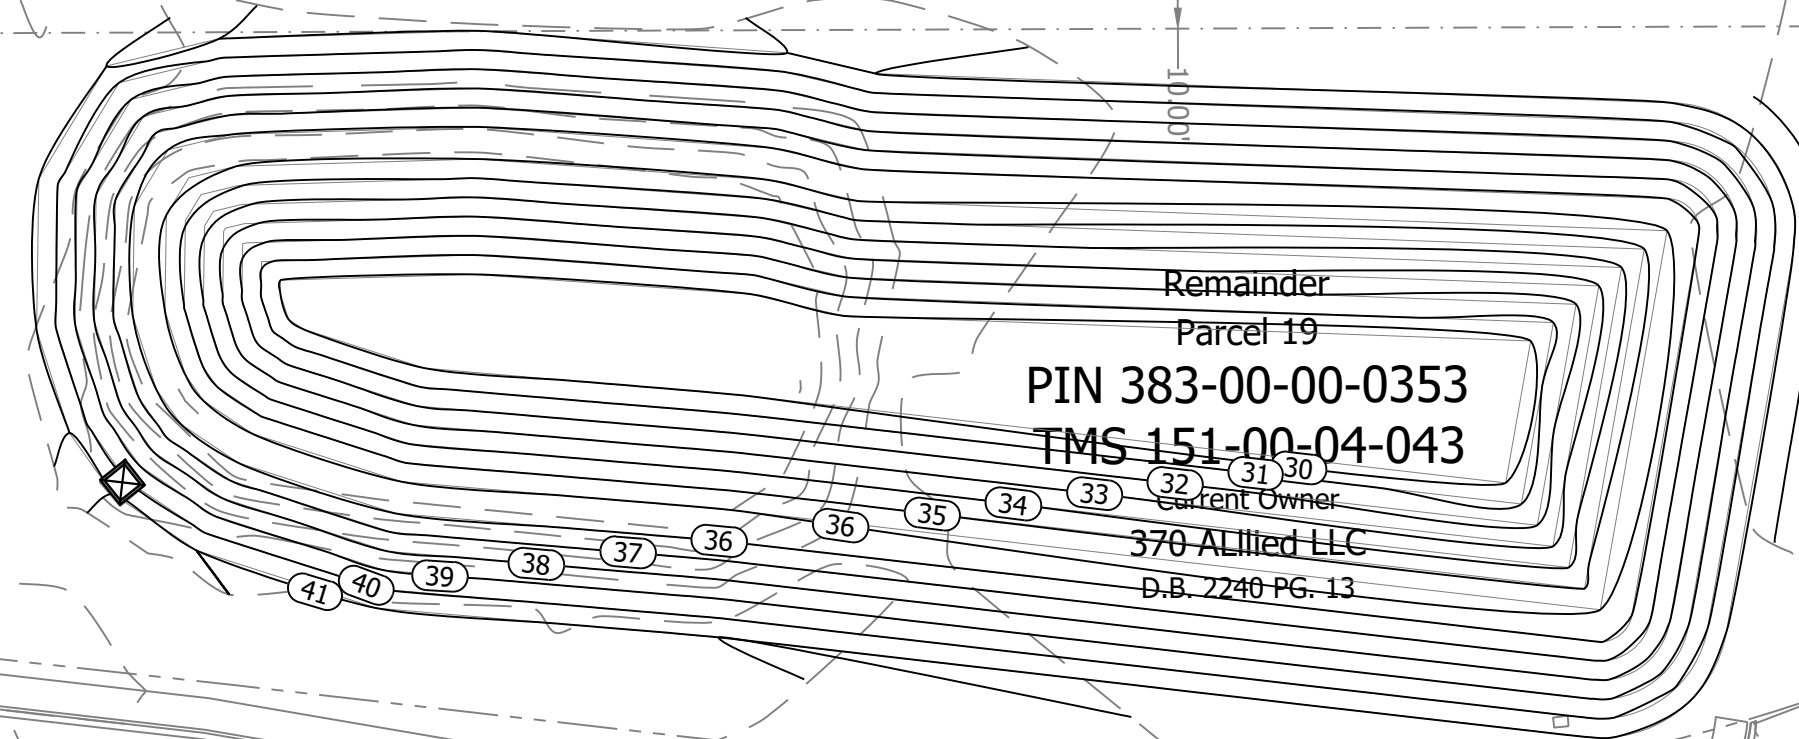 10.00'
Remainder
Parcel 19
PIN 383-00-00-0353
TMS 151-00-04-043
Current Owner
370 ALllied LLC
D.B. 2240 PG. 13
30
31
32
33
34
35
36
36
37
38
39
40
41